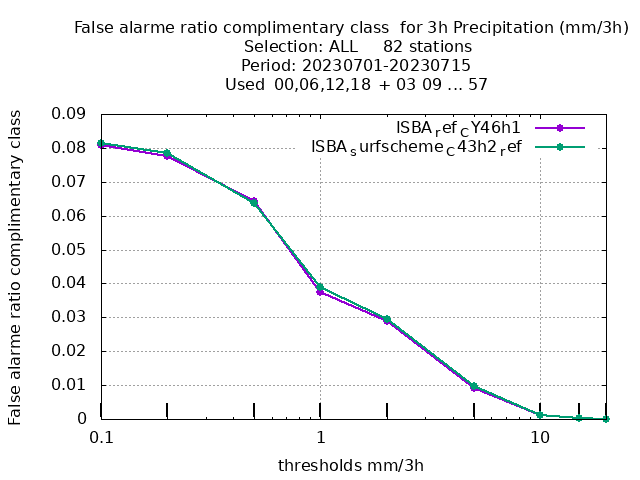 False alarme ratio complimentary class  for 3h Precipitation (mm/3h)
Selection: ALL     82 stations
Period: 20230701-20230715
Used  00,06,12,18 + 03 09 ... 57
False alarme ratio complimentary class
0.09
0.08
0.07
0.06
0.05
0.04
0.03
0.02
0.01
0
ISBA_ref_CY46h1
ISBA_surfscheme_C43h2_ref
0.1
1
10
thresholds mm/3h